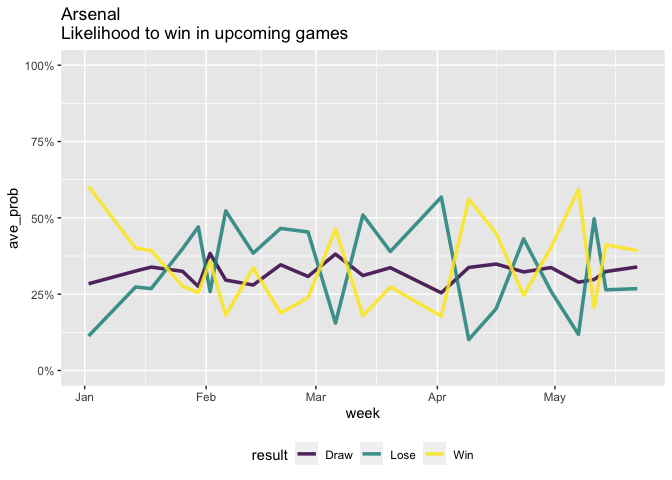 Arsenal
Likelihood to win in upcoming games
100%
75%
50%
25%
0%
ave_prob
Jan Feb Mar Apr May
week
result Draw Lose Win